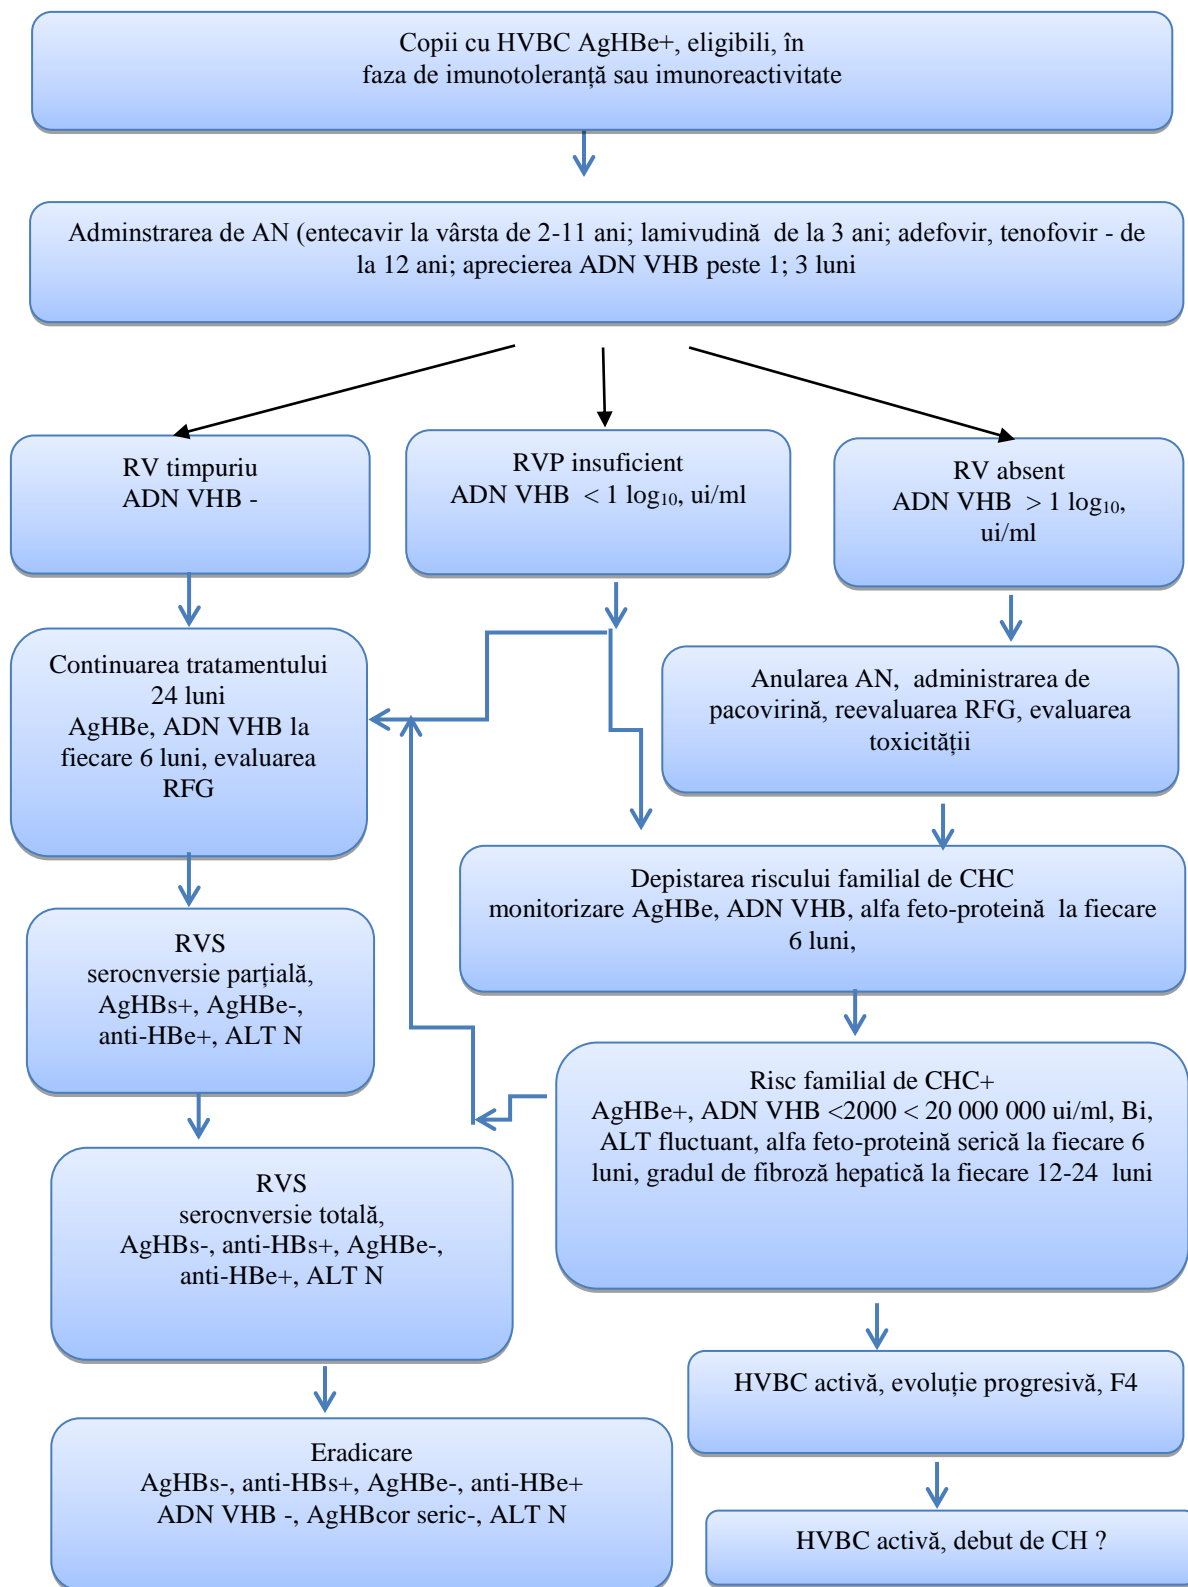 Copii cu HVBC AgHBe+, eligibili, în
faza de imunotoleranță sau imunoreactivitate
Adminstrarea de AN (entecavir la vârsta de 2-11 ani; lamivudină de la 3 ani; adefovir, tenofovir - de
la 12 ani; aprecierea ADN VHB peste 1; 3 luni
RV timpuriu
ADN VHB -
RVP insuficient
ADN VHB < 1 log₁₀, ui/ml
RV absent
ADN VHB > 1 log₁₀,
ui/ml
Continuarea tratamentului
24 luni
AgHBe, ADN VHB la
fiecare 6 luni, evaluarea
RFG
Anularea AN, administrarea de
pacovirină, reevaluarea RFG, evaluarea
toxicității
Depistarea riscului familial de CHC
monitorizare AgHBe, ADN VHB, alfa feto-proteină la fiecare
6 luni,
RVS
serocnversie parțială,
AgHBs+, AgHBe-,
anti-HBe+, ALT N
Risc familial de CHC+
AgHBe+, ADN VHB <2000 < 20 000 000 ui/ml, Bi,
ALT fluctuant, alfa feto-proteină serică la fiecare 6
luni, gradul de fibroză hepatică la fiecare 12-24 luni
RVS
serocnversie totală,
AgHBs-, anti-HBs+, AgHBe-,
anti-HBe+, ALT N
HVBC activă, evoluție progresivă, F4
Eradicare
AgHBs-, anti-HBs+, AgHBe-, anti-HBe+
ADN VHB -, AgHBcor seric-, ALT N
HVBC activă, debut de CH ?